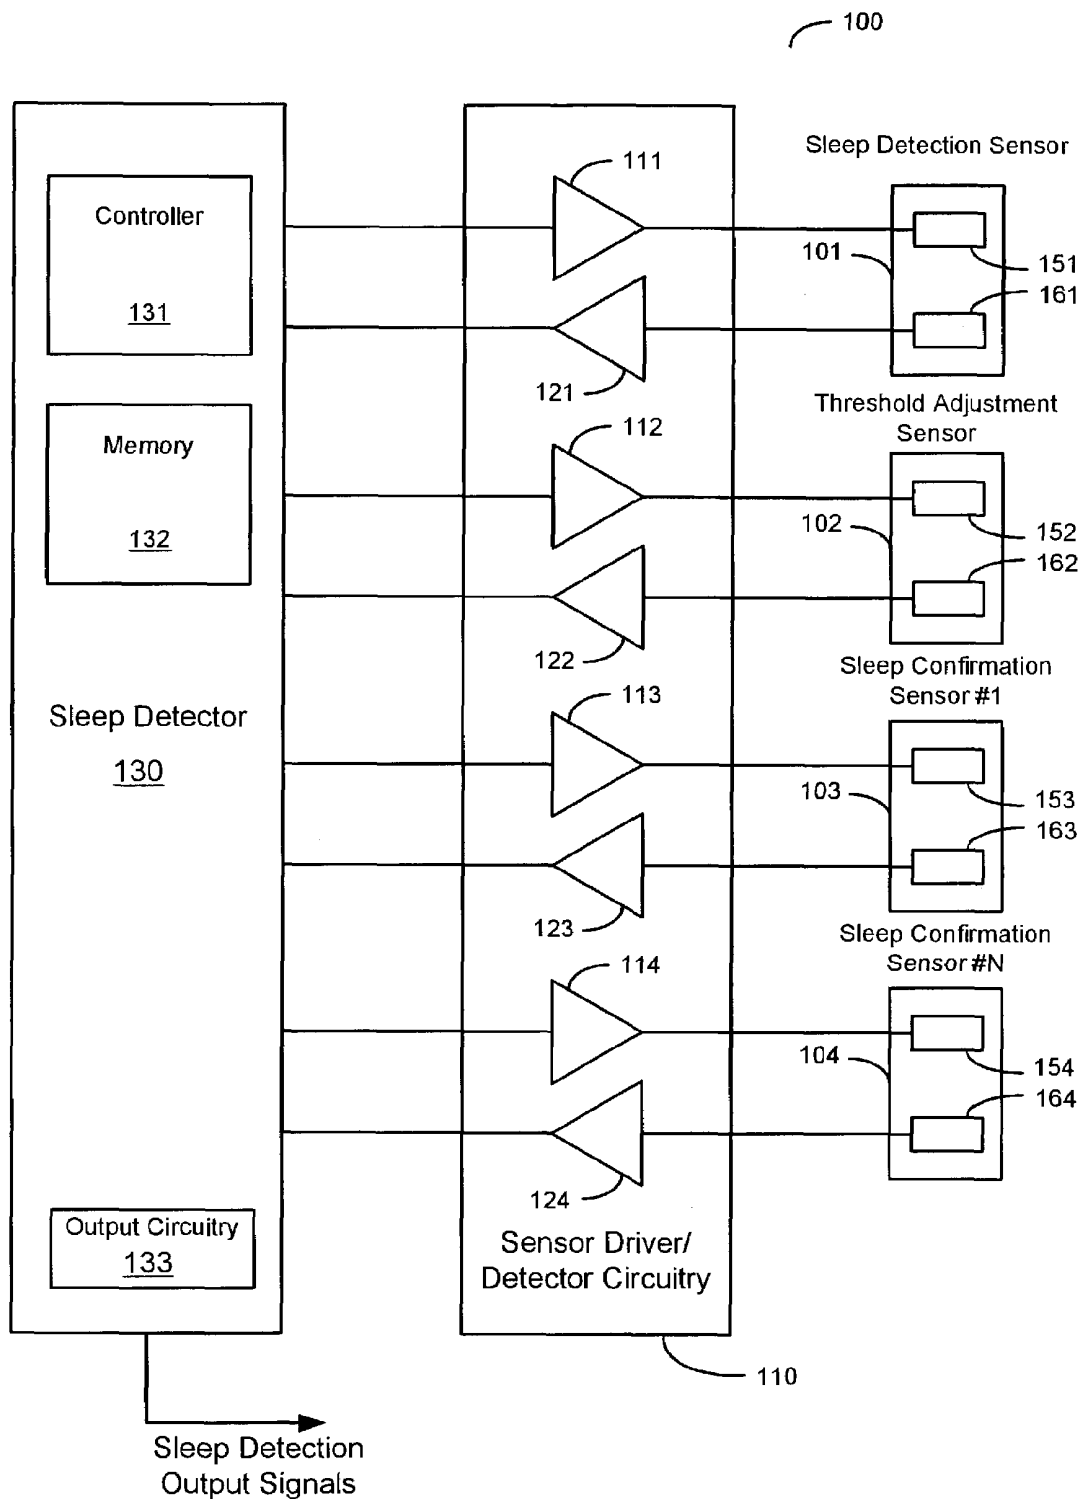 100
Sleep Detection Sensor
111
Controller
101
151
131
161
121
Threshold Adjustment
Sensor
112
Memory
102
152
132
162
122
Sleep Confirmation
Sensor #1
113
Sleep Detector
130
103
153
163
123
Sleep Confirmation
Sensor #N
114
104
154
164
124
Output Circuitry
133
Sensor Driver/
Detector Circuitry
110
Sleep Detection
Output Signals